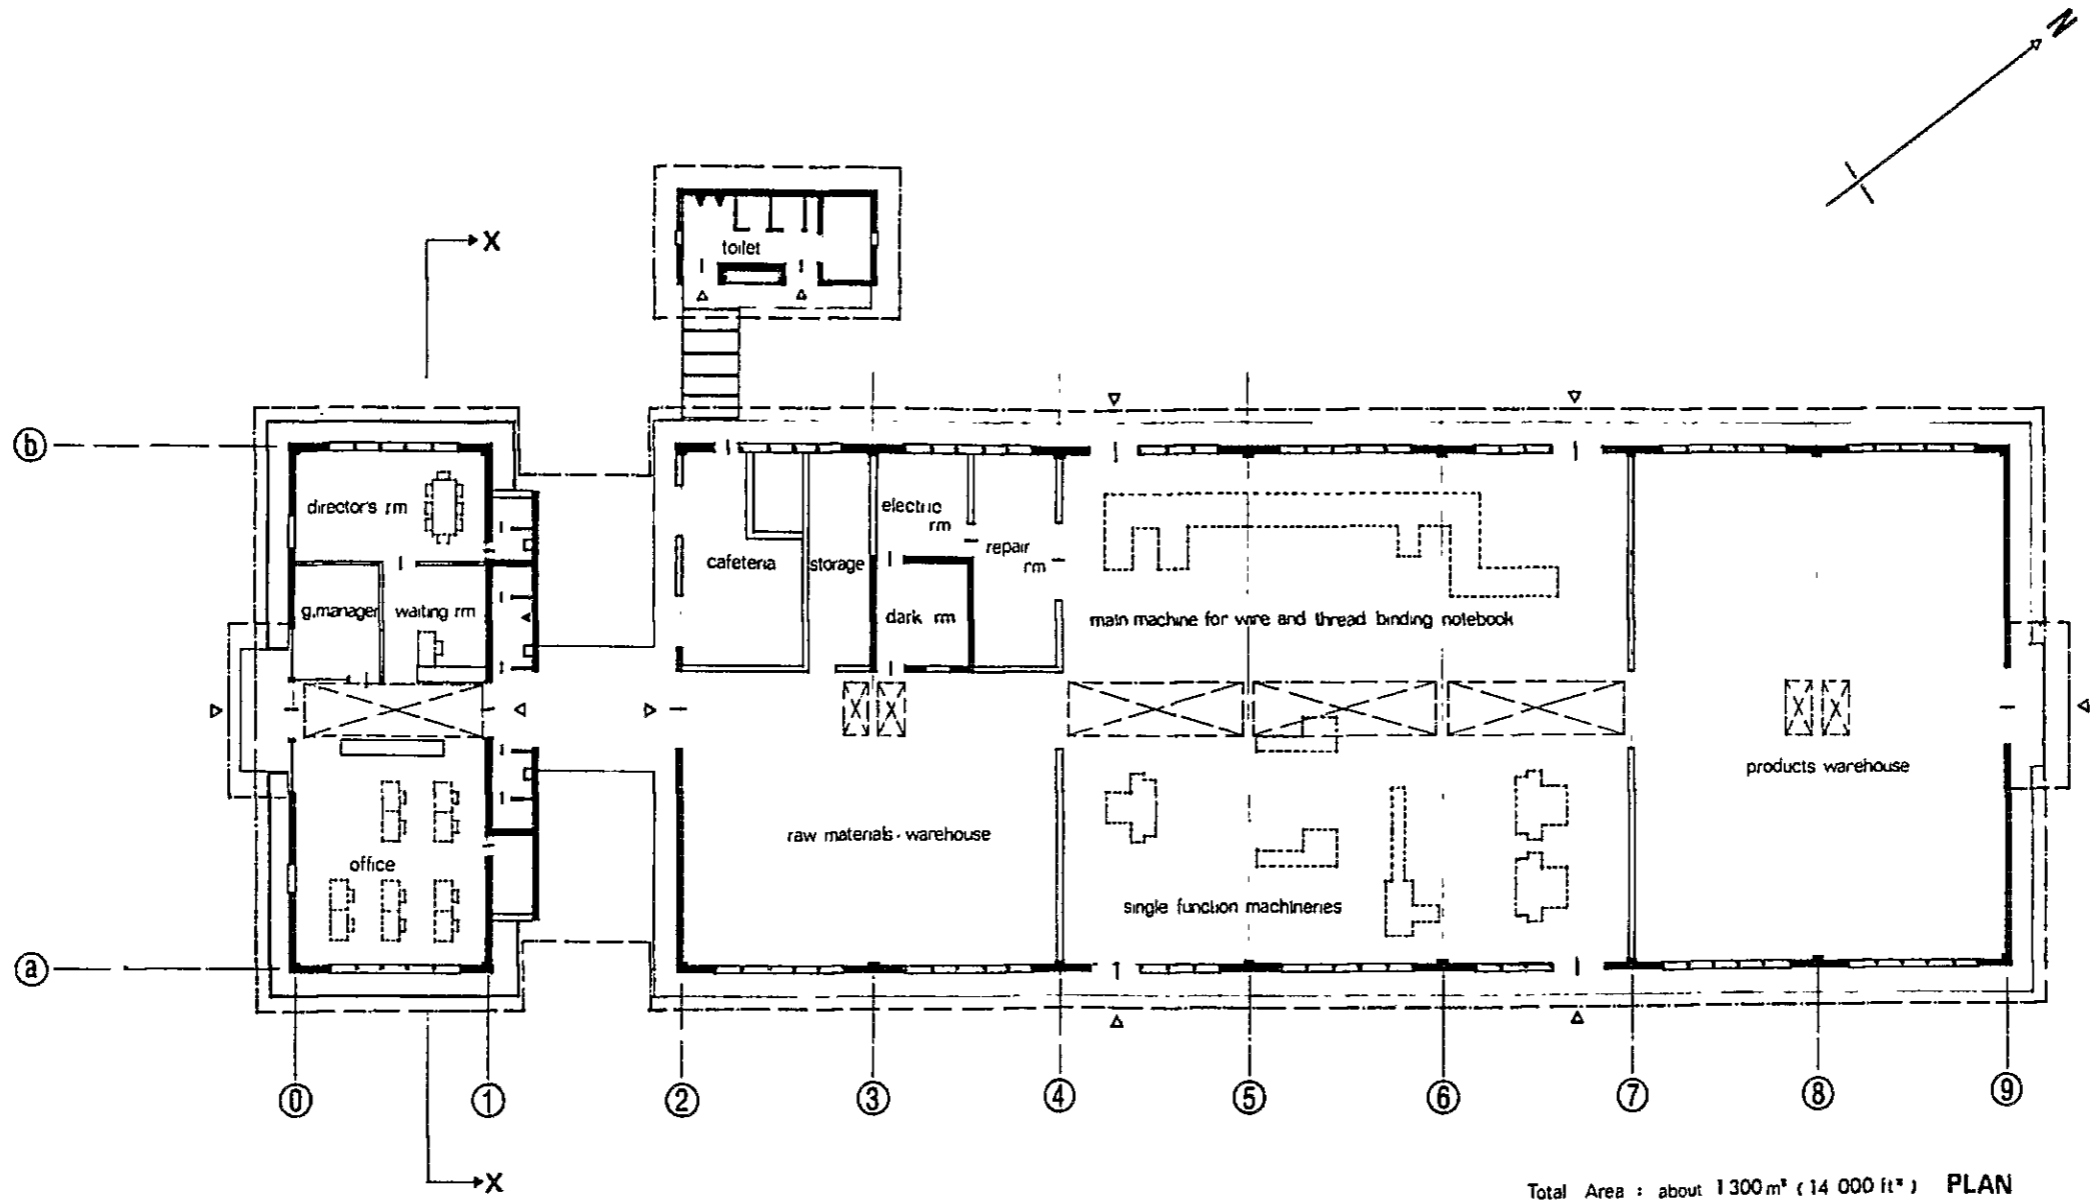 N
X
toilet
b
director's rm
electric
rm
repair
rm
cafeteria
storage
g.manager
waiting rm
dark rm
main machine for wire and thread binding notebook
X
X
X
X
products warehouse
raw materials - warehouse
office
single function machineries
a
0
1
2
3
4
5
6
7
8
9
X
Total Area : about 1 300 m² ( 14 000 ft² ) PLAN